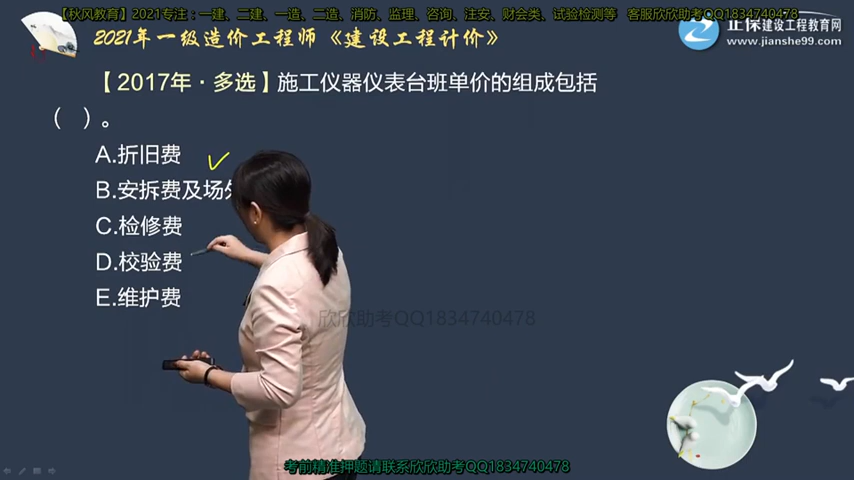 【秋风教育】2021专注：一建、二建、一造、二造、消防、监理、咨询、注安、财会类、试验检测等 客服欣欣助考QQ1834740478
2021年一级造价工程师《建设工程计价》
正保建设工程教育网
www.jianshe99.com
【2017年·多选】施工仪器仪表台班单价的组成包括
（ ）。
A.折旧费
B.安拆费及场外
C.检修费
D.校验费
E.维护费
欣欣助考QQ1834740478
考前精准押题请联系欣欣助考QQ1834740478